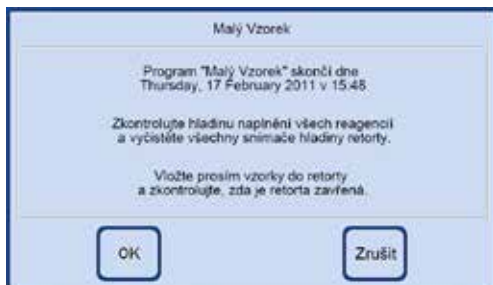 Malý Vzorek
Program "Malý Vzorek" skončí dne
Thursday, 17 February 2011 v 15:48
Zkontrolujte hladinu naplnění všech reagencií
a vyčistěte všechny snímače hladiny retorty.
Vložte prosím vzorky do retorty
a zkontrolujte, zda je retorta zavřená.
OK
Zrušit